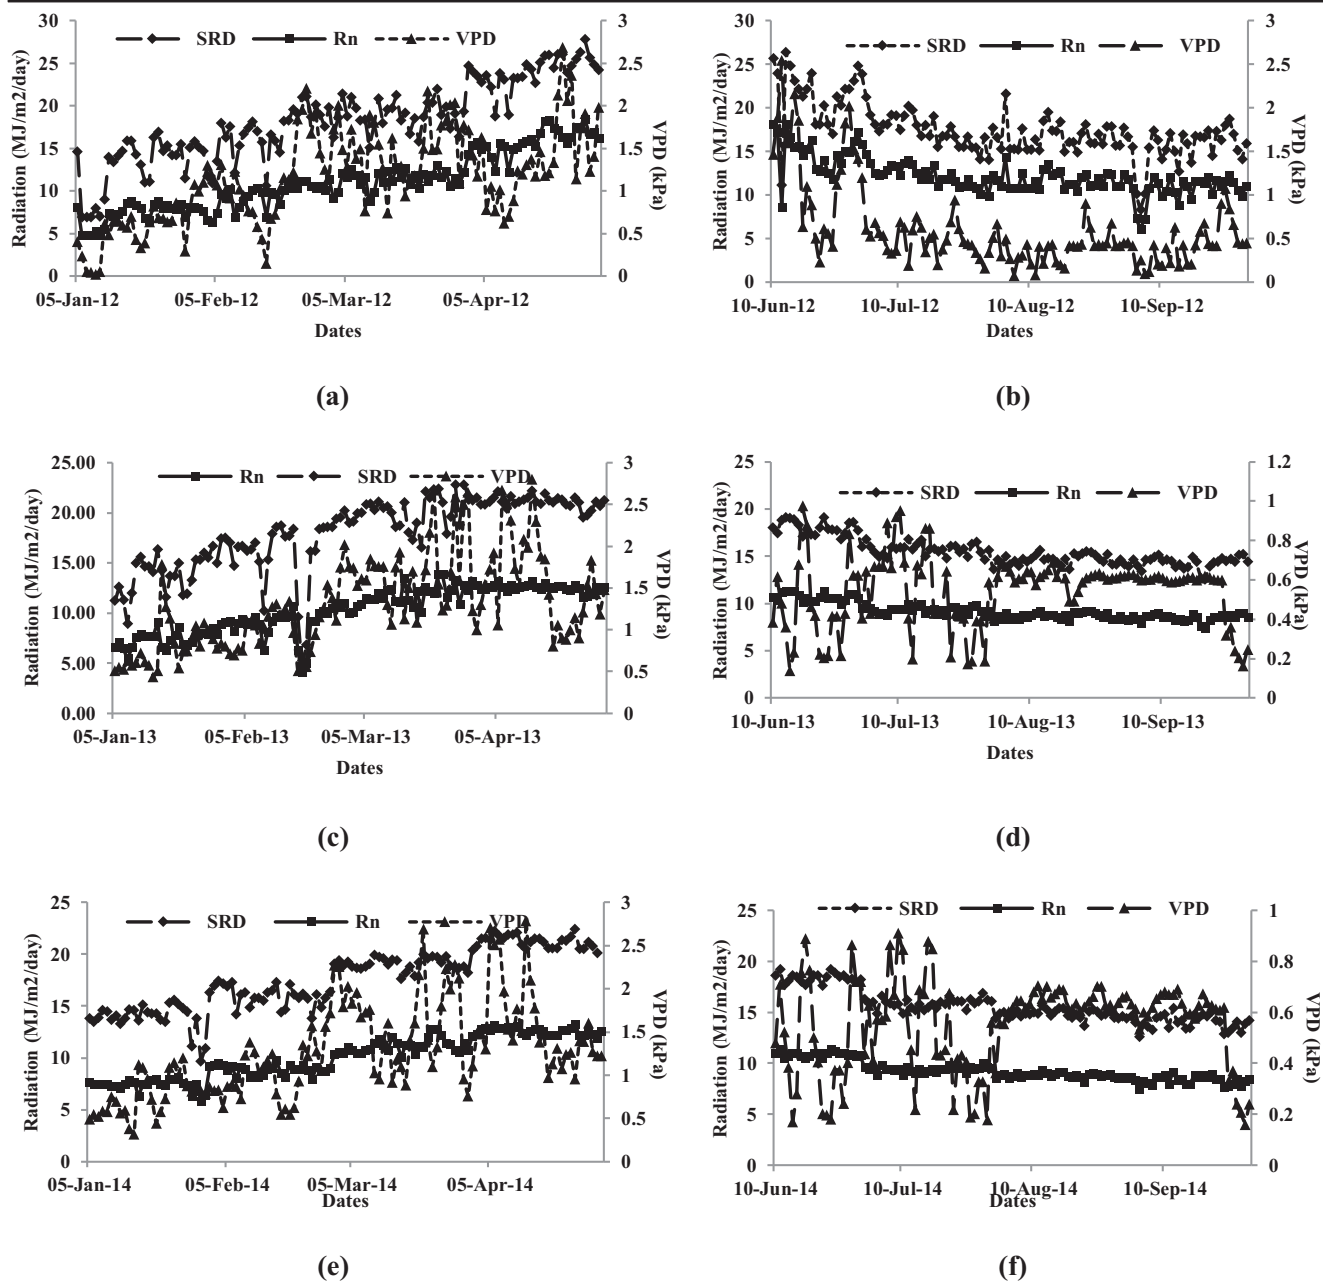 SRD Rn VPD
Radiation (MJ/m2/day)
30
25
20
15
10
5
0
3
2.5
2
1.5
1
0.5
0
VPD (kPa)
05-Jan-12 05-Feb-12 05-Mar-12 05-Apr-12
Dates
(a)
SRD Rn VPD
Radiation (MJ/m2/day)
30
25
20
15
10
5
0
3
2.5
2
1.5
1
0.5
0
VPD (kPa)
10-Jun-12 10-Jul-12 10-Aug-12 10-Sep-12
Dates
(b)
Rn SRD VPD
Radiation (MJ/m2/day)
25.00
20.00
15.00
10.00
5.00
0.00
3
2.5
2
1.5
1
0.5
0
VPD (kPa)
05-Jan-13 05-Feb-13 05-Mar-13 05-Apr-13
Dates
(c)
SRD Rn VPD
Radiation (MJ/m2/day)
25
20
15
10
5
0
1.2
1
0.8
0.6
0.4
0.2
0
VPD (kPa)
10-Jun-13 10-Jul-13 10-Aug-13 10-Sep-13
Dates
(d)
SRD Rn VPD
Radiation (MJ/m2/day)
25
20
15
10
5
0
3
2.5
2
1.5
1
0.5
0
VPD (kPa)
05-Jan-14 05-Feb-14 05-Mar-14 05-Apr-14
Dates
(e)
SRD Rn VPD
Radiation (MJ/m2/day)
25
20
15
10
5
0
1
0.8
0.6
0.4
0.2
0
VPD (kPa)
10-Jun-14 10-Jul-14 10-Aug-14 10-Sep-14
Dates
(f)